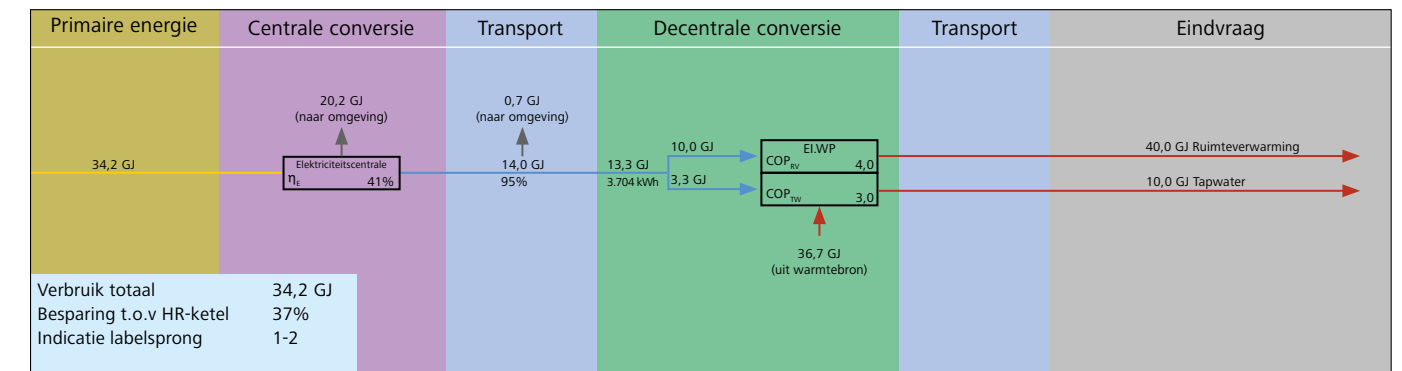 Primaire energie
Centrale conversie
Transport
Decentrale conversie
Transport
Eindvraag
20,2 GJ
(naar omgeving)
0,7 GJ
(naar omgeving)
34,2 GJ
Elektriciteitscentrale
ηE 41%
14,0 GJ
95%
13,3 GJ
3.704 kWh
10,0 GJ
3,3 GJ
El.WP
COPRV 4,0
COPTW 3,0
36,7 GJ
(uit warmtebron)
40,0 GJ Ruimteverwarming
10,0 GJ Tapwater
Verbruik totaal 34,2 GJ
Besparing t.o.v HR-ketel 37%
Indicatie labelsprong 1-2